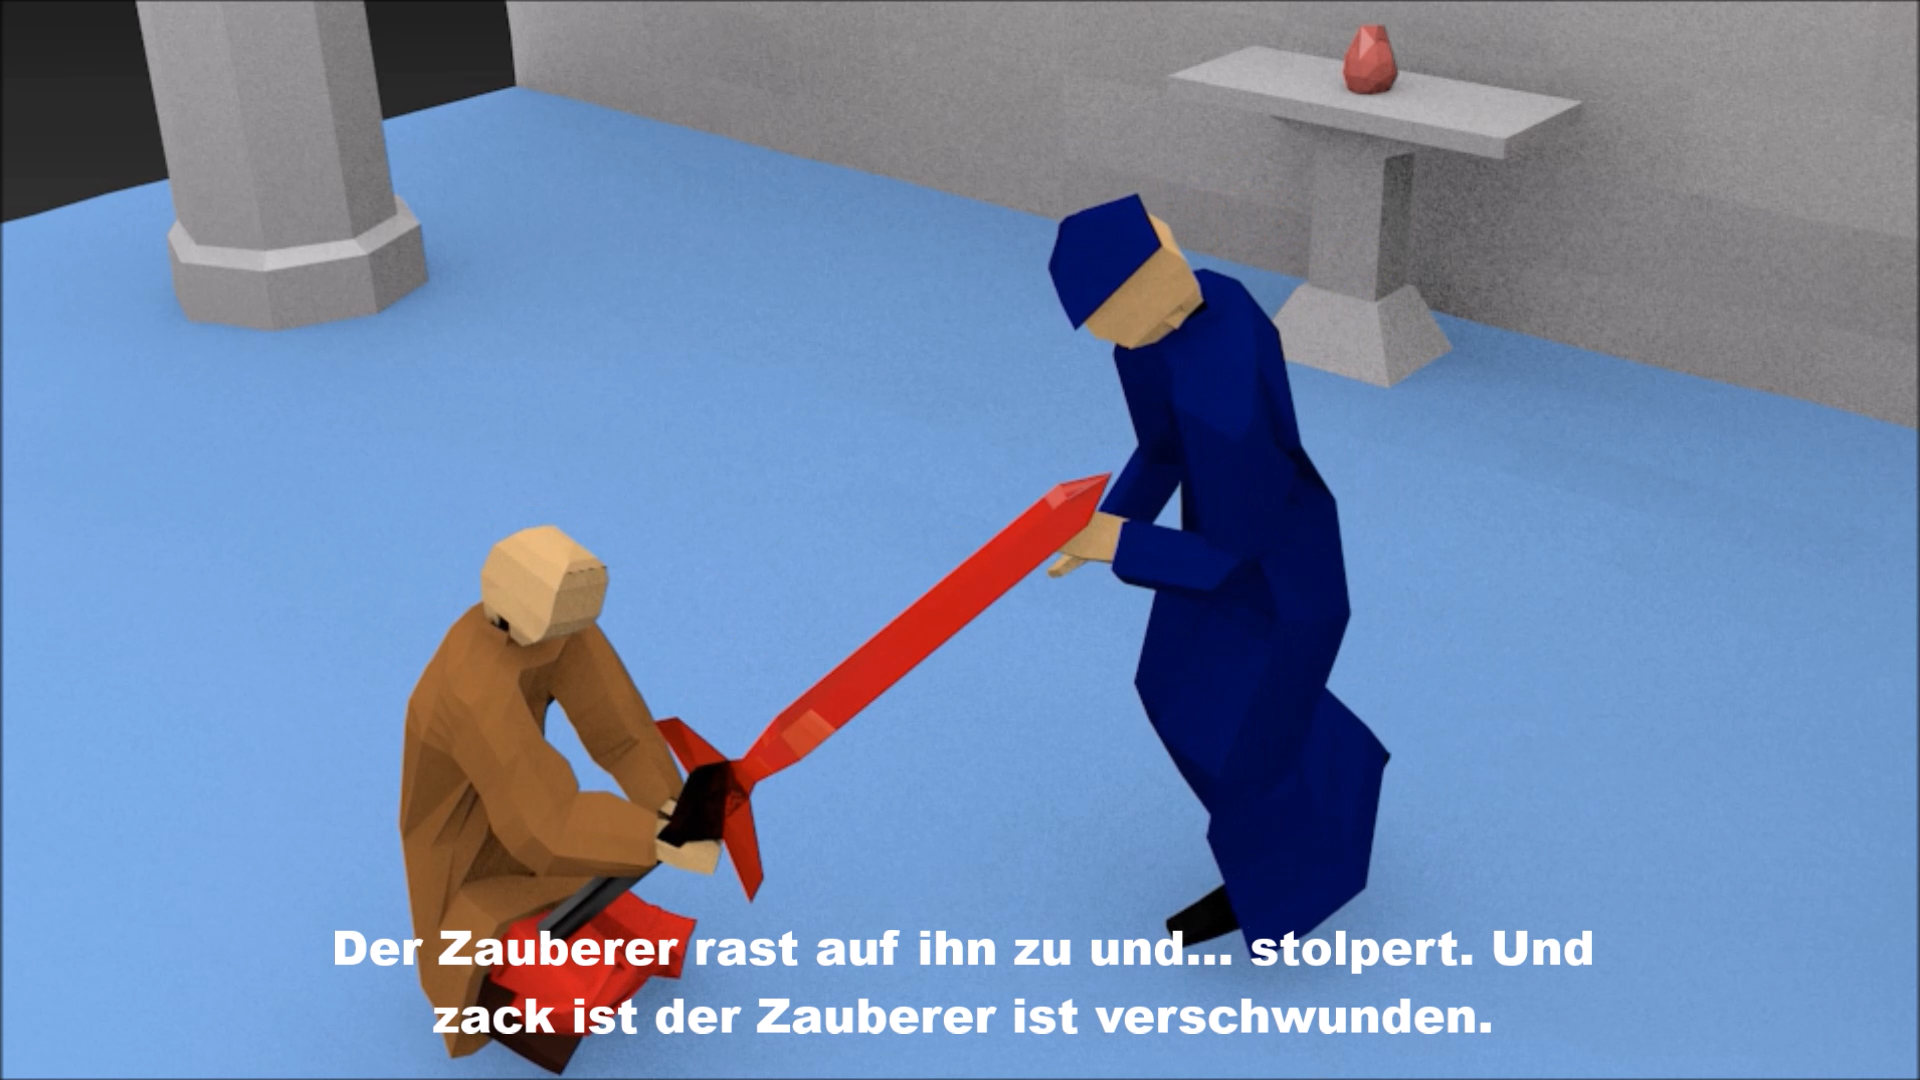 Der Zauberer rast auf ihn zu und... stolpert. Und
zack ist der Zauberer ist verschwunden.